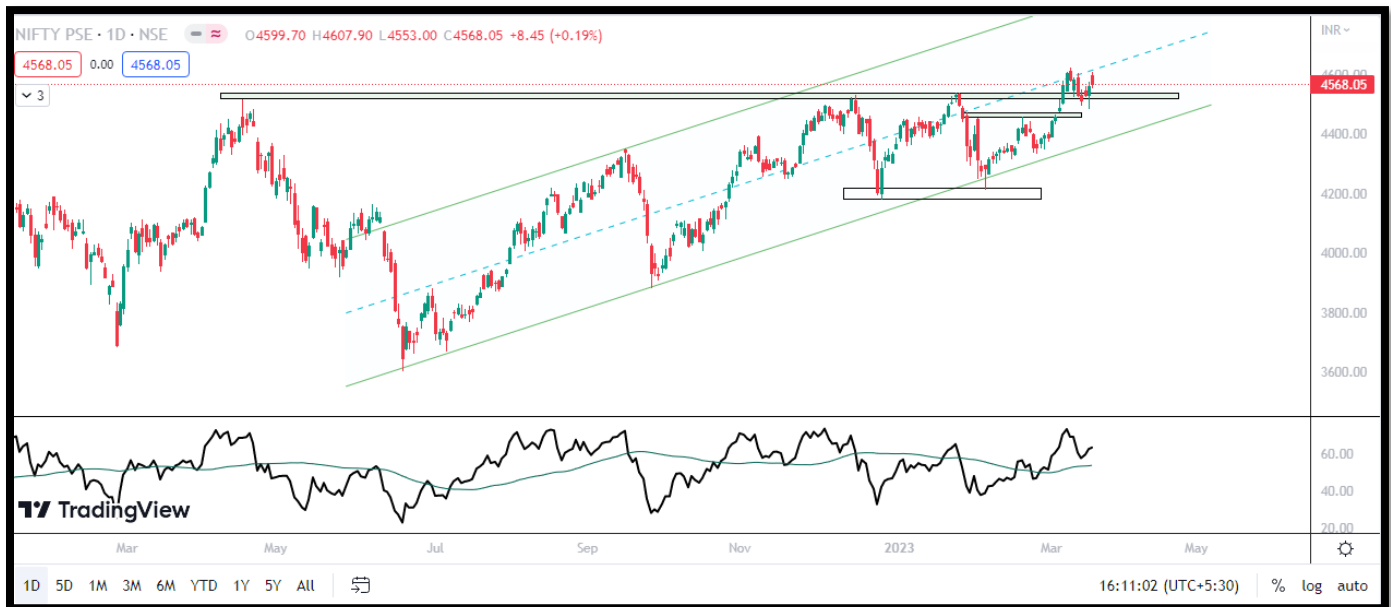 NIFTY PSE · 1D · NSE O4599.70 H4607.90 L4553.00 C4568.05 +8.45 (+0.19%)
INR
4568.05 0.00 4568.05
3
4600.00
4568.05
4400.00
4200.00
4000.00
3800.00
3600.00
60.00
40.00
20.00
TradingView
Mar May Jul Sep Nov 2023 Mar May
1D 5D 1M 3M 6M YTD 1Y 5Y All 16:11:02 (UTC+5:30) % log auto